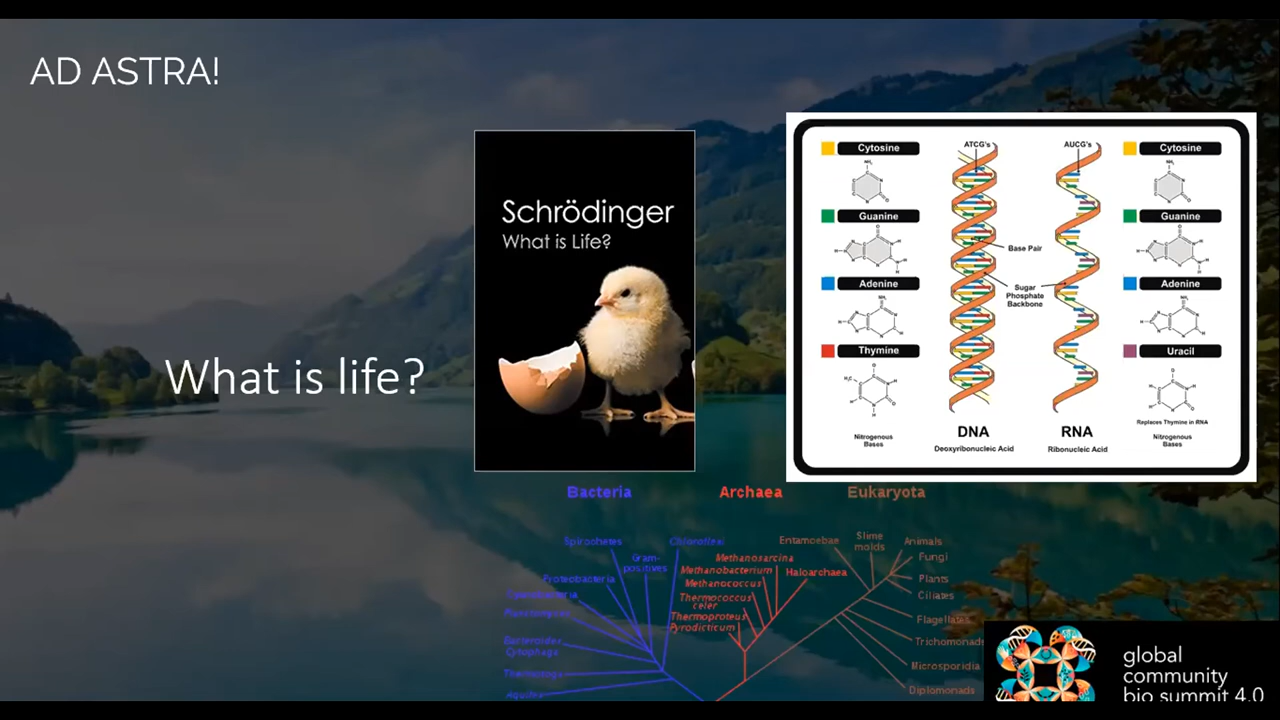 AD ASTRA!
What is life?
Schrödinger
What is Life?
Cytosine
Guanine
Adenine
Thymine
Nitrogenous
Bases
ATCG's
AUCG's
Base Pair
Sugar
Phosphate
Backbone
DNA
Deoxyribonucleic Acid
RNA
Ribonucleic Acid
Cytosine
Guanine
Adenine
Uracil
Replaces Thymine in RNA
Nitrogenous
Bases
Bacteria
Archaea
Eukaryota
Spirochetes
Gram-
positives
Chloroflexi
Proteobacteria
Planctomyces
Bacteroides
Cytophaga
Thermotoga
Aquifex
Methanosarcina
Methanobacterium
Methanococcus
Thermococcus
celer
Thermoproteus
Pyrodicticum
Haloarchaea
Entamoebae
Slime
molds
Animals
Fungi
Plants
Ciliates
Flagellates
Trichomonads
Microsporidia
Diplomonads
global
community
bio summit 4.0